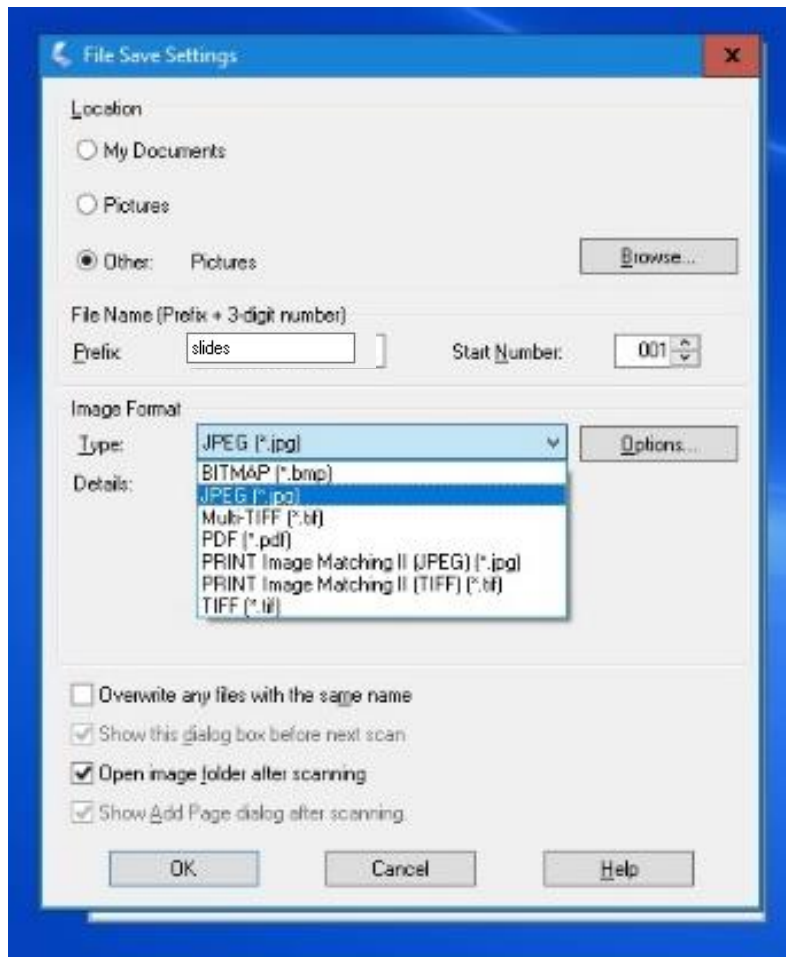 File Save Settings
Location
My Documents
Pictures
Other: Pictures Browse...
File Name (Prefix + 3-digit number)
Prefix slides Start Number: 001
Image Format
Type: JPEG (*.jpg) Options...
Details:
BITMAP (*.bmp)
JPEG (*.jpg)
Multi-TIFF (*.tif)
PDF (*.pdf)
PRINT Image Matching II (JPEG) (*.jpg)
PRINT Image Matching II (TIFF) (*.tif)
TIFF (*.tif)
Overwrite any files with the same name
Show this dialog box before next scan
Open image folder after scanning
Show Add Page dialog after scanning.
OK Cancel Help